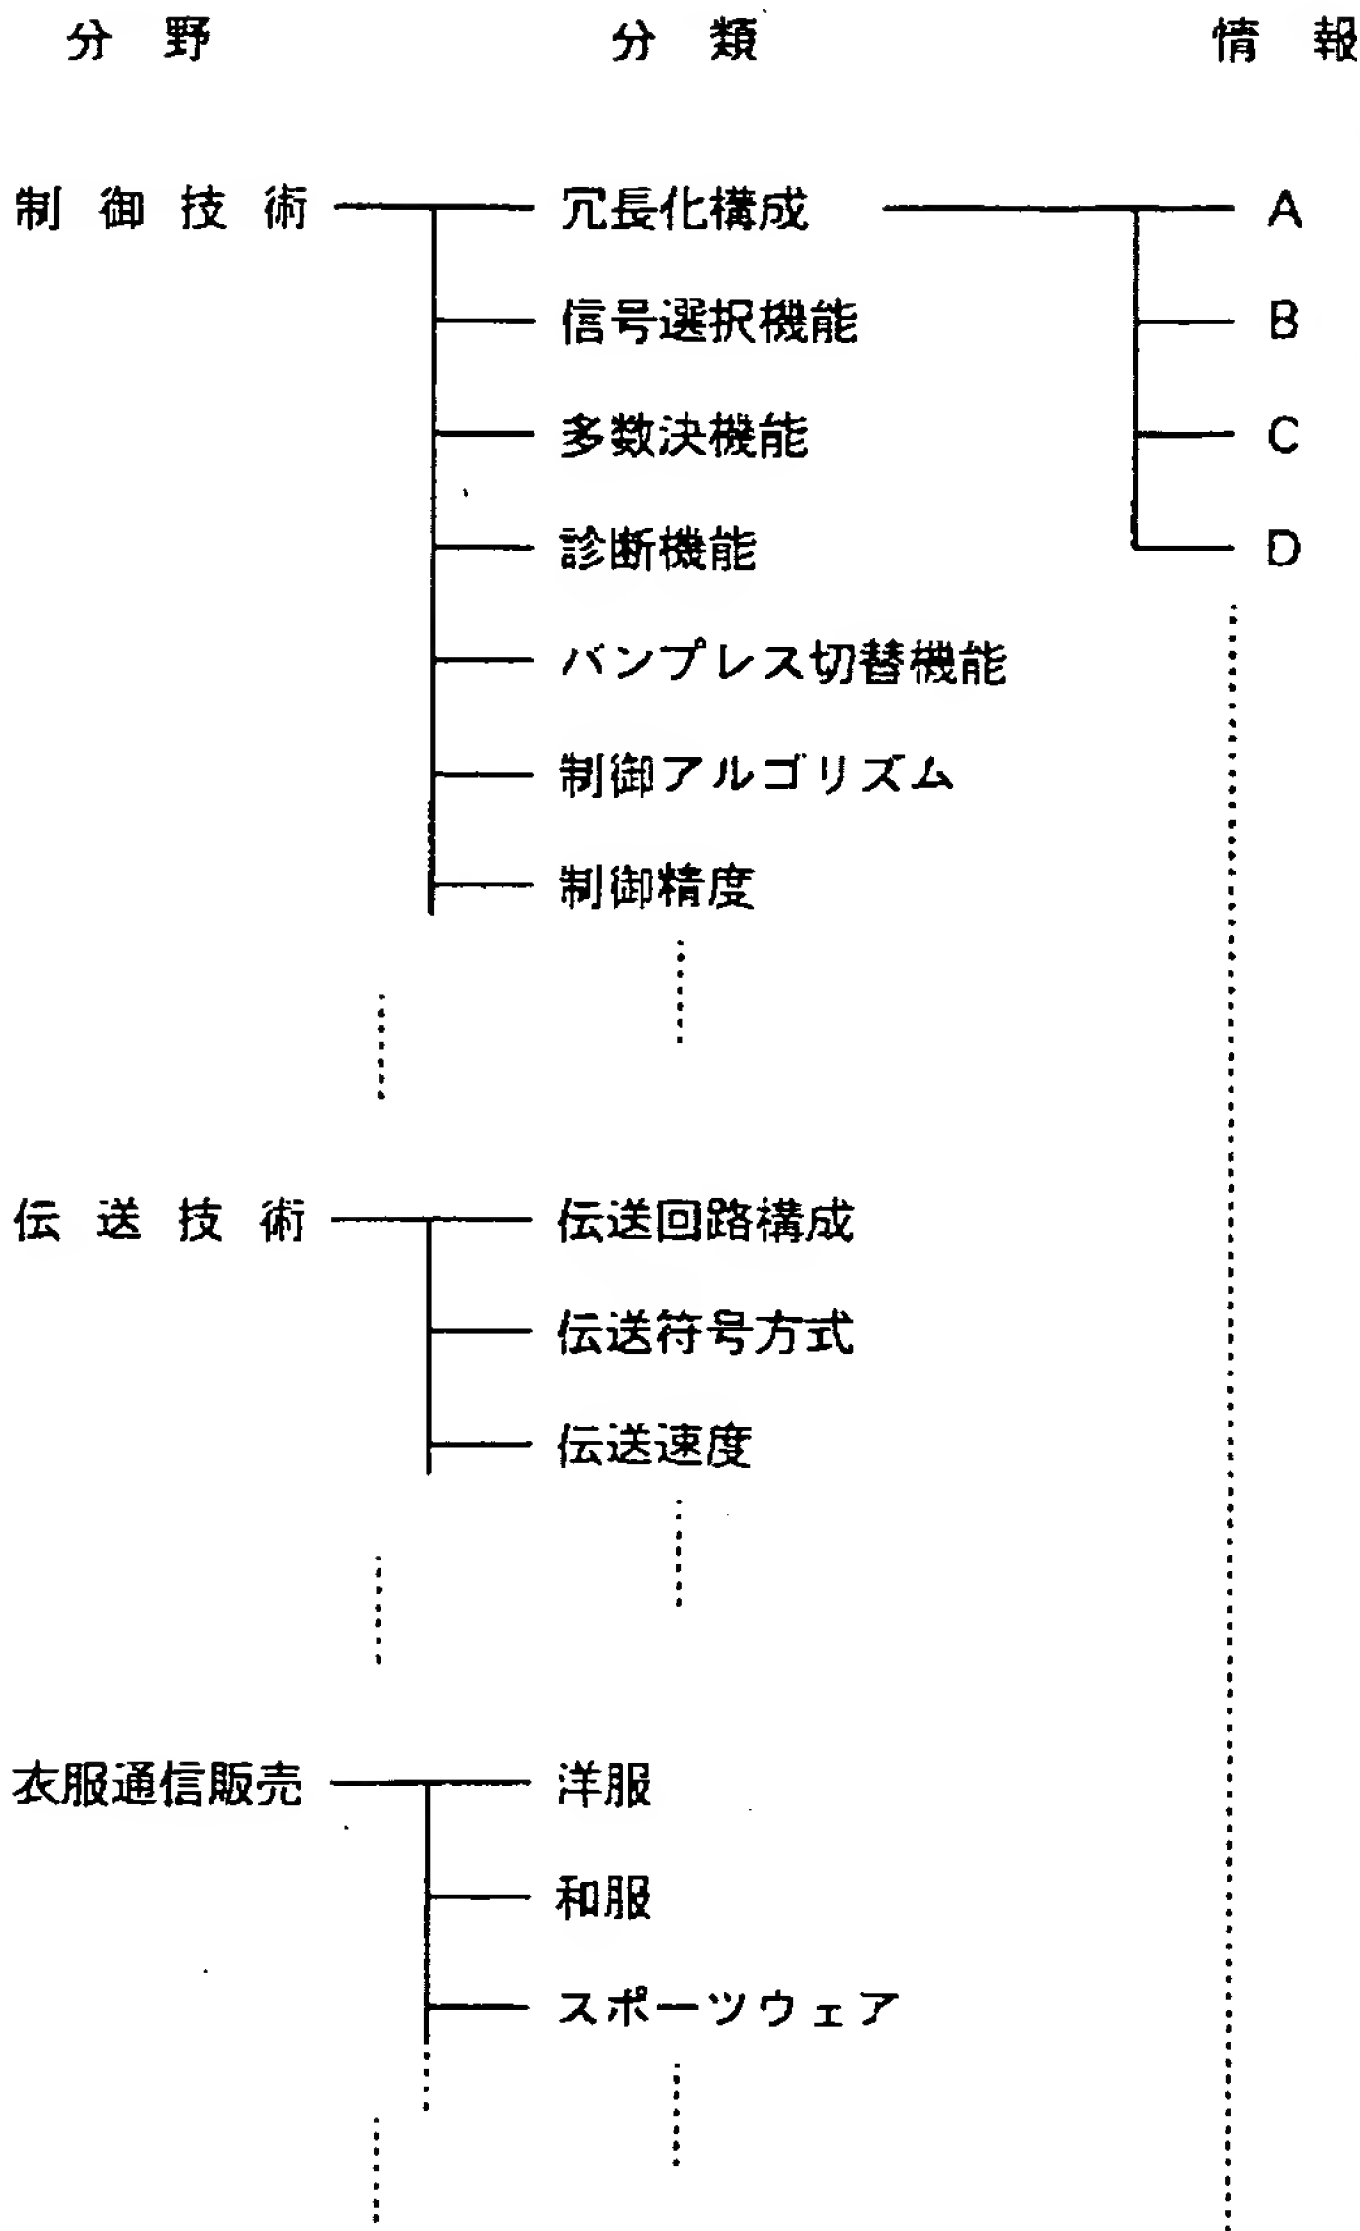 分野 分類 情報
制御技術 冗長化構成 A
信号選択機能 B
多数決機能 C
診断機能 D
バンプレス切替機能
制御アルゴリズム
制御精度
伝送技術 伝送回路構成
伝送符号方式
伝送速度
衣服通信販売 洋服
和服
スポーツウェア